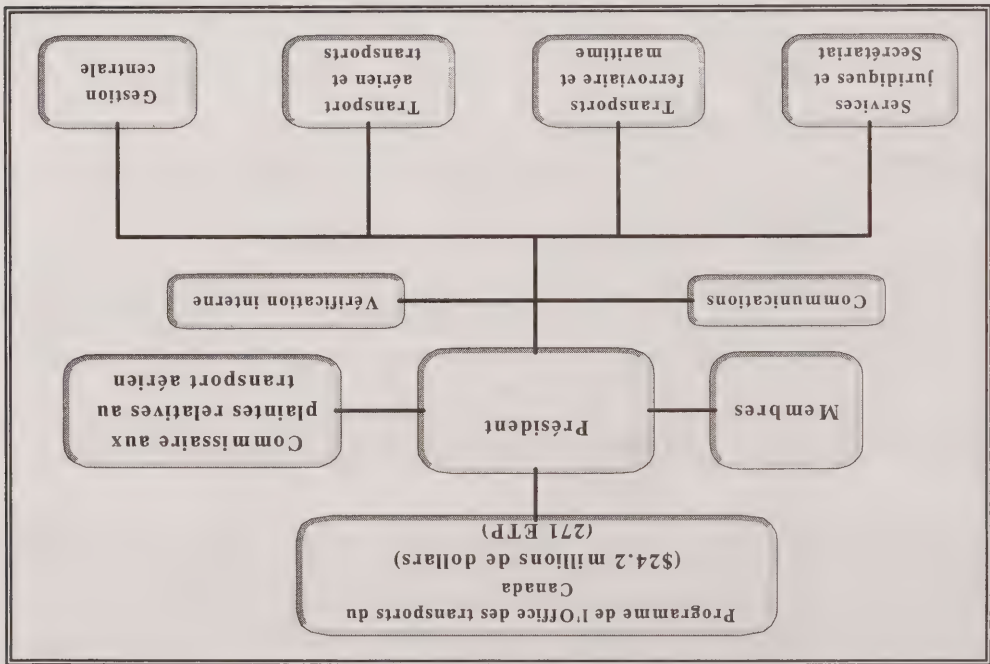 Programme de l'Office des transports du
Canada
($24.2 millions de dollars)
(271 ETP)
Membres
Président
Commissaire aux
plaintes relatives au
transport aérien
Communications
Vérification interne
Services
juridiques et
Secrétariat
Transports
ferroviaire et
maritime
Transport
aérien et
transports
Gestion
centrale